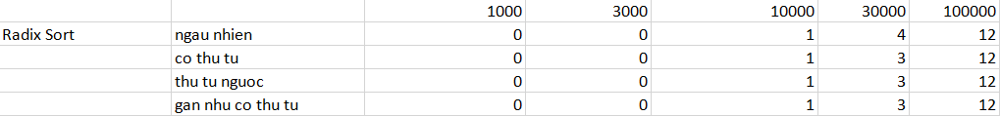 1000 3000 10000 30000 100000
Radix Sort ngau nhien 0 0 1 4 12
co thu tu 0 0 1 3 12
thu tu nguoc 0 0 1 3 12
gan nhu co thu tu 0 0 1 3 12